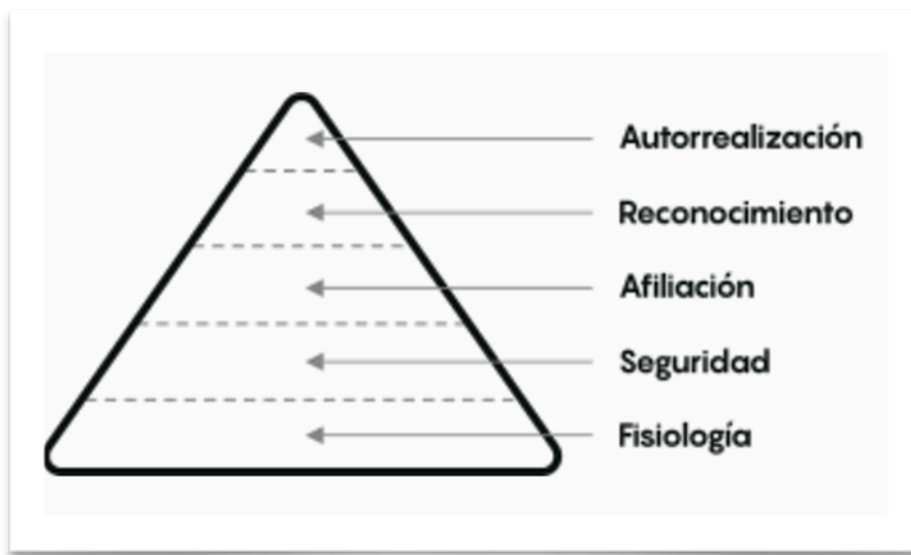 Autorrealización
Reconocimiento
Afiliación
Seguridad
Fisiología